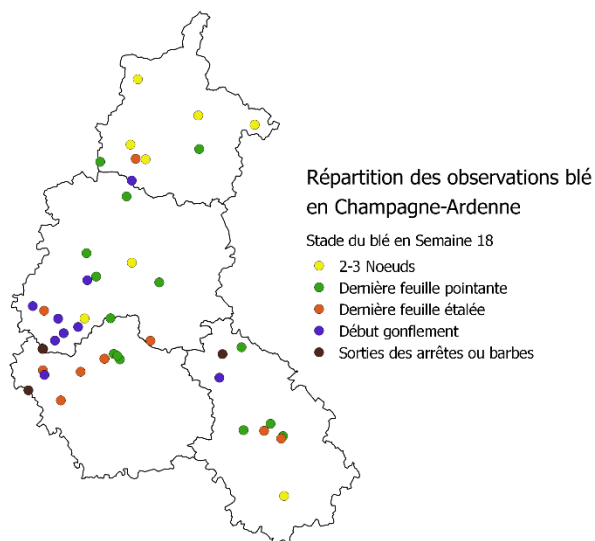 Répartition des observations blé
en Champagne-Ardenne
Stade du blé en Semaine 18
2-3 Noeuds
Dernière feuille pointante
Dernière feuille étalée
Début gonflement
Sorties des arrêtes ou barbes